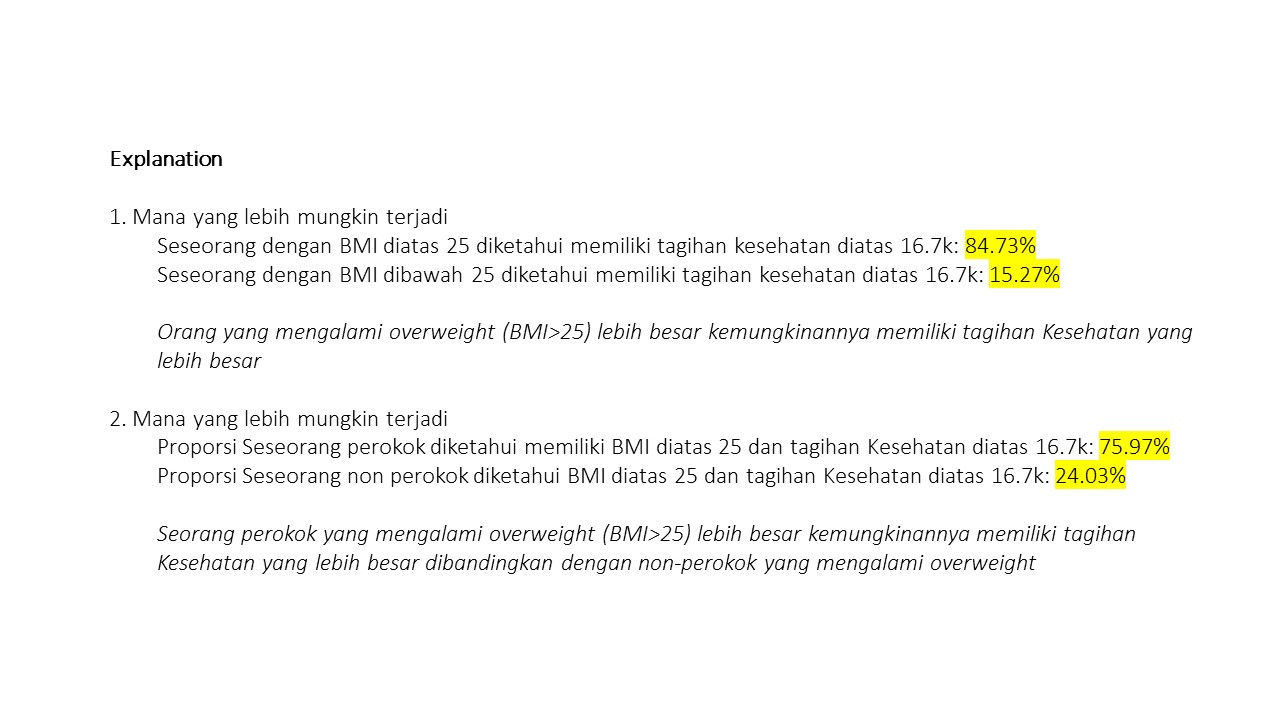 Explanation
1. Mana yang lebih mungkin terjadi
Seseorang dengan BMI diatas 25 diketahui memiliki tagihan kesehatan diatas 16.7k: 84.73%
Seseorang dengan BMI dibawah 25 diketahui memiliki tagihan kesehatan diatas 16.7k: 15.27%
Orang yang mengalami overweight (BMI>25) lebih besar kemungkinannya memiliki tagihan Kesehatan yang
lebih besar
2. Mana yang lebih mungkin terjadi
Proporsi Seseorang perokok diketahui memiliki BMI diatas 25 dan tagihan Kesehatan diatas 16.7k: 75.97%
Proporsi Seseorang non perokok diketahui BMI diatas 25 dan tagihan Kesehatan diatas 16.7k: 24.03%
Seorang perokok yang mengalami overweight (BMI>25) lebih besar kemungkinannya memiliki tagihan
Kesehatan yang lebih besar dibandingkan dengan non-perokok yang mengalami overweight